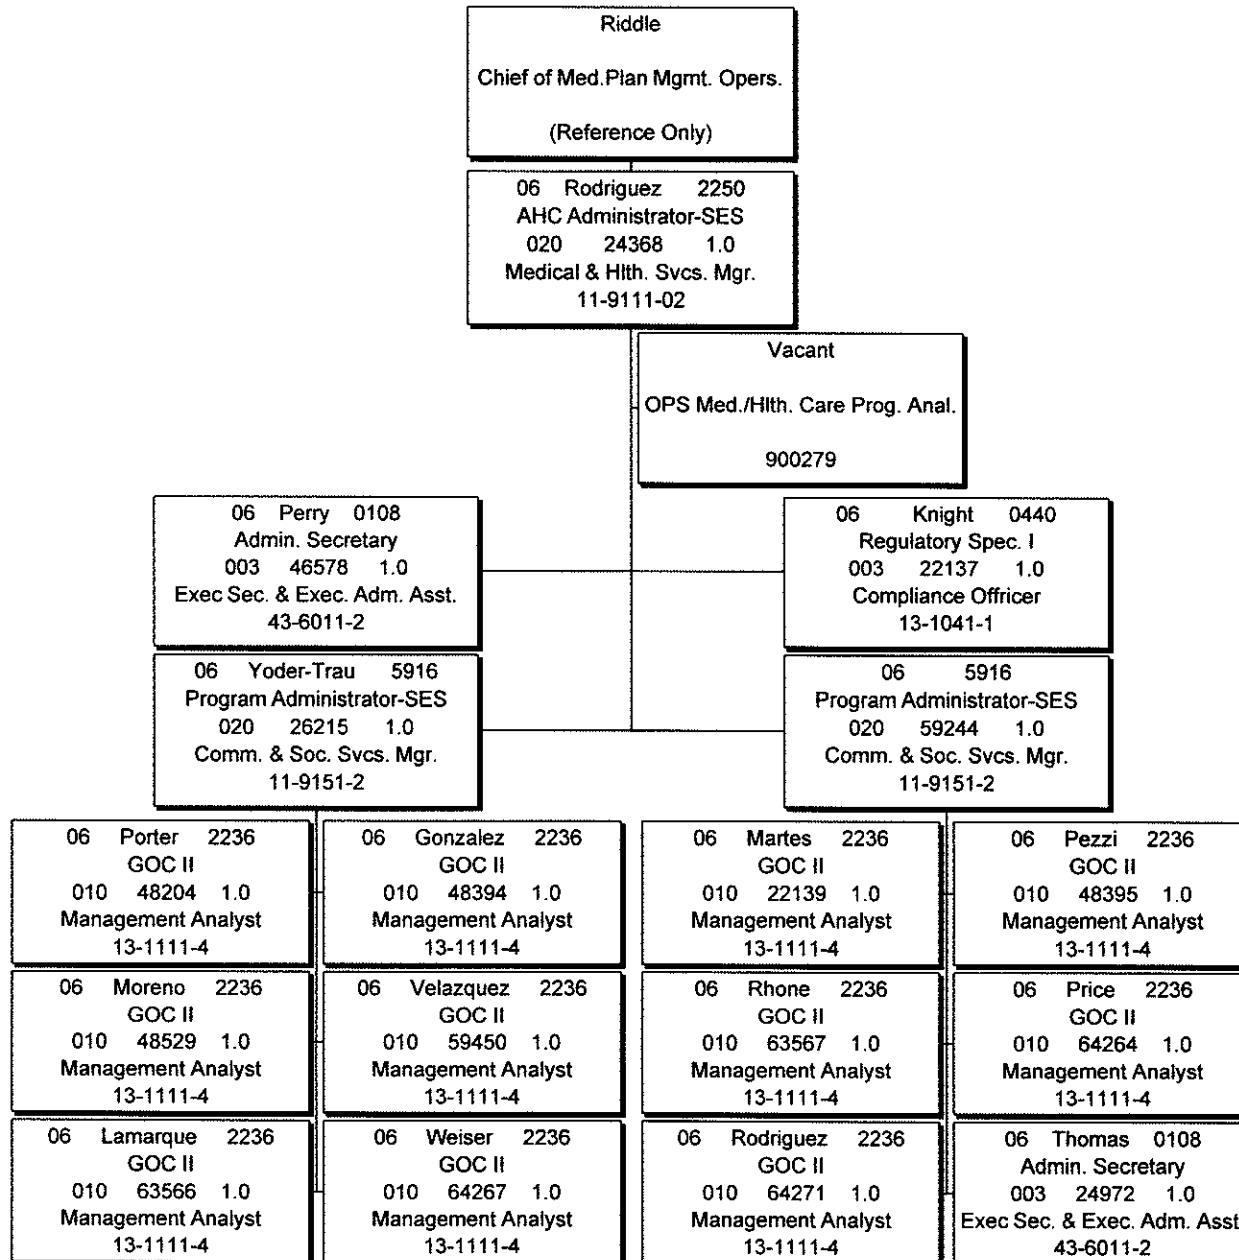 Riddle
Chief of Med.Plan Mgmt. Opers.
(Reference Only)
06 Rodriguez 2250
AHC Administrator-SES
020 24368 1.0
Medical & Hlth. Svcs. Mgr.
11-9111-02
Vacant
OPS Med./Hlth. Care Prog. Anal.
900279
06 Perry 0108
Admin. Secretary
003 46578 1.0
Exec Sec. & Exec. Adm. Asst.
43-6011-2
06 Knight 0440
Regulatory Spec. I
003 22137 1.0
Compliance Officer
13-1041-1
06 Yoder-Trau 5916
Program Administrator-SES
020 26215 1.0
Comm. & Soc. Svcs. Mgr.
11-9151-2
06 5916
Program Administrator-SES
020 59244 1.0
Comm. & Soc. Svcs. Mgr.
11-9151-2
06 Porter 2236
GOC II
010 48204 1.0
Management Analyst
13-1111-4
06 Gonzalez 2236
GOC II
010 48394 1.0
Management Analyst
13-1111-4
06 Martes 2236
GOC II
010 22139 1.0
Management Analyst
13-1111-4
06 Pezzi 2236
GOC II
010 48395 1.0
Management Analyst
13-1111-4
06 Moreno 2236
GOC II
010 48529 1.0
Management Analyst
13-1111-4
06 Velazquez 2236
GOC II
010 59450 1.0
Management Analyst
13-1111-4
06 Rhone 2236
GOC II
010 63567 1.0
Management Analyst
13-1111-4
06 Price 2236
GOC II
010 64264 1.0
Management Analyst
13-1111-4
06 Lamarque 2236
GOC II
010 63566 1.0
Management Analyst
13-1111-4
06 Weiser 2236
GOC II
010 64267 1.0
Management Analyst
13-1111-4
06 Rodriguez 2236
GOC II
010 64271 1.0
Management Analyst
13-1111-4
06 Thomas 0108
Admin. Secretary
003 24972 1.0
Exec Sec. & Exec. Adm. Asst
43-6011-2